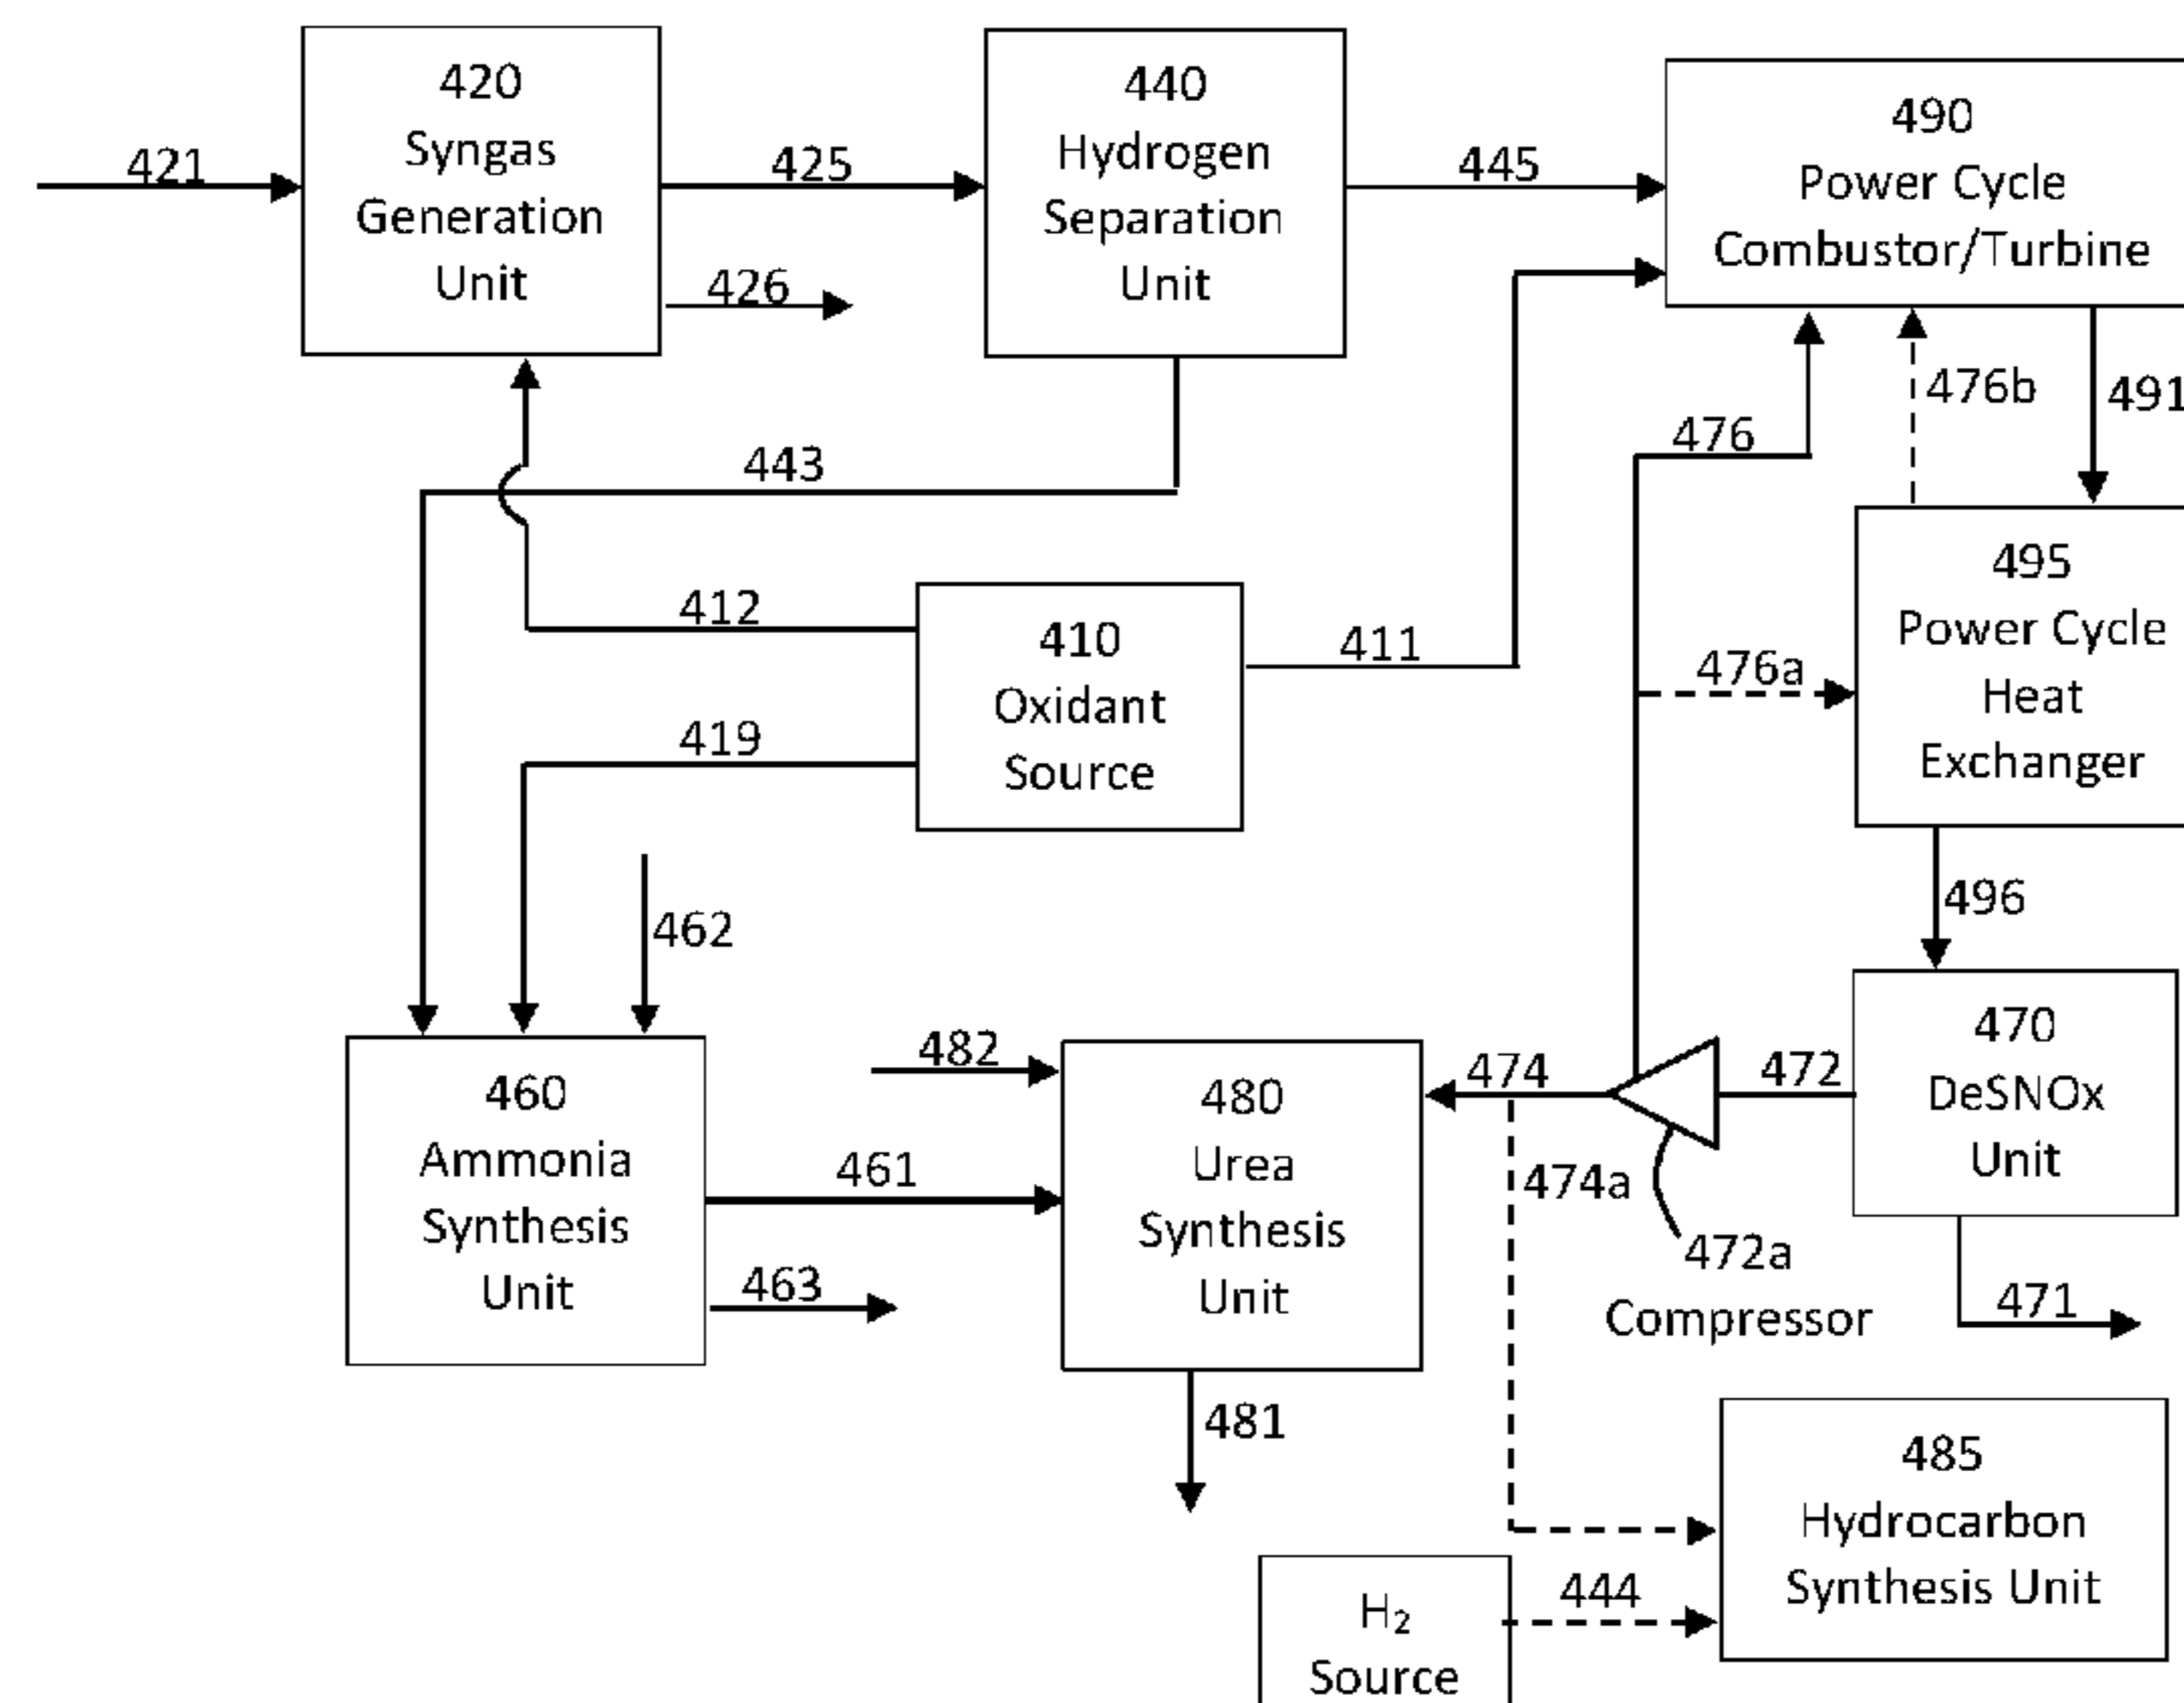 420
Syngas
Generation
Unit
440
Hydrogen
Separation
Unit
490
Power Cycle
Combustor/Turbine
421
425
445
426
476b
491
476
443
495
Power Cycle
Heat
Exchanger
412
410
Oxidant
Source
411
476a
419
462
496
482
474
472
470
DeSNOx
Unit
460
Ammonia
Synthesis
Unit
480
Urea
Synthesis
Unit
461
474a
472a
Compressor
463
471
481
485
Hydrocarbon
Synthesis Unit
H₂
Source
444